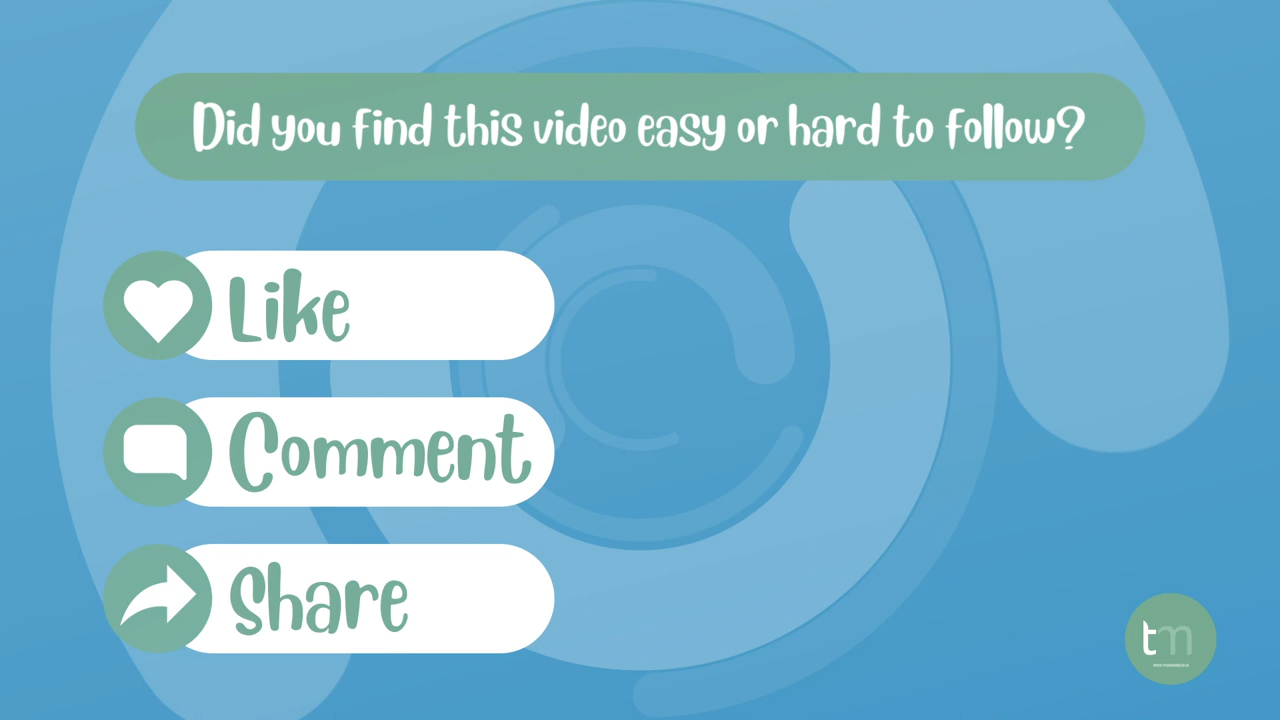 Did you find this video easy or hard to follow?
Like
Comment
Share
tm